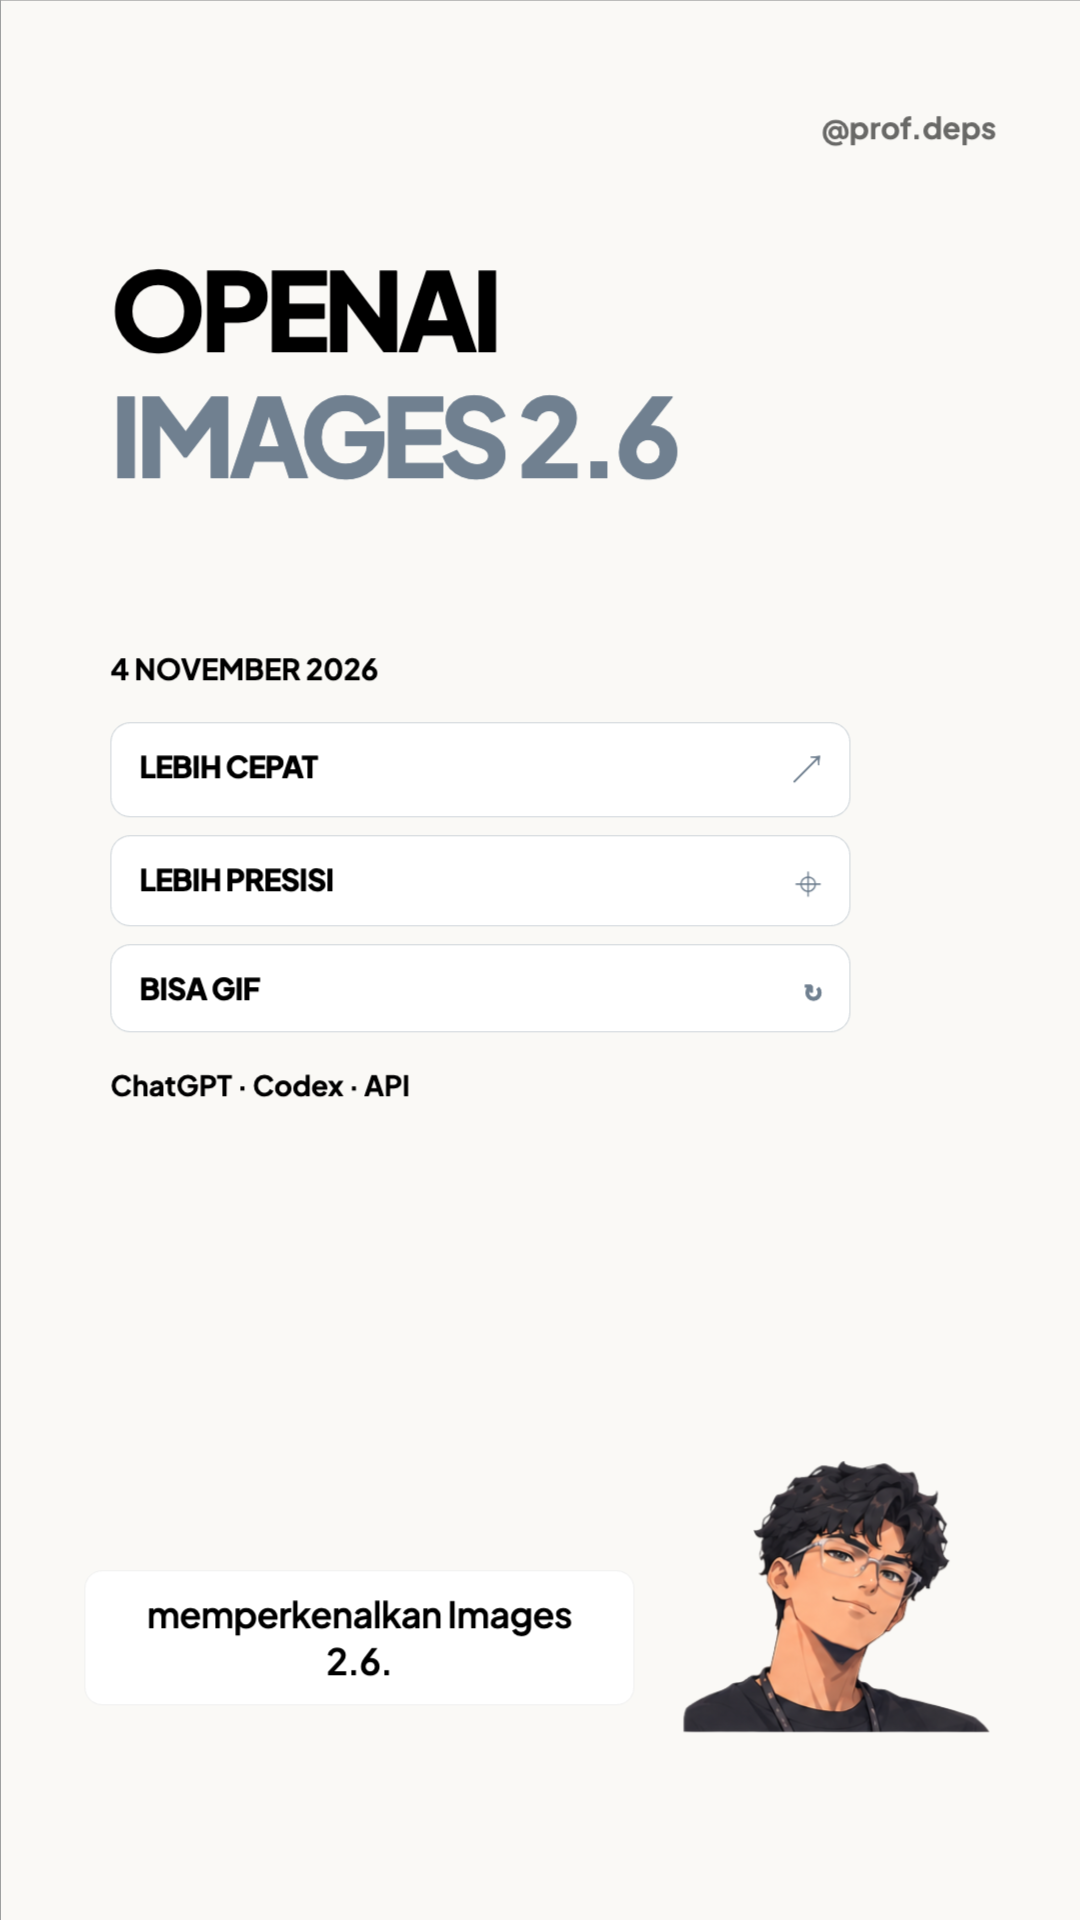 @prof.deps
OPENAI
IMAGES 2.6
4 NOVEMBER 2026
LEBIH CEPAT
LEBIH PRESISI
BISA GIF
ChatGPT · Codex · API
memperkenalkan Images
2.6.